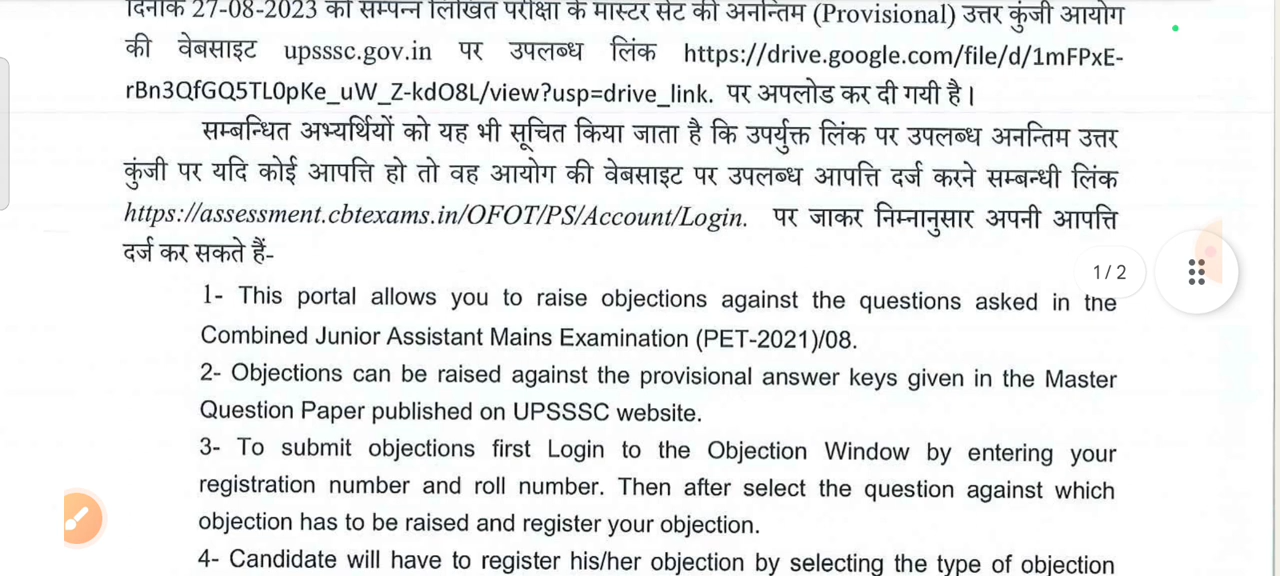 दिनांक 27-08-2023 को सम्पन्न लिखित परीक्षा के मास्टर सेट की अनन्तिम (Provisional) उत्तर कुंजी आयोग
की वेबसाइट upsssc.gov.in पर उपलब्ध लिंक https://drive.google.com/file/d/1mFPxE-
rBn3QfGQ5TL0pKe_uW_Z-kdO8L/view?usp=drive_link. पर अपलोड कर दी गयी है।
सम्बन्धित अभ्यर्थियों को यह भी सूचित किया जाता है कि उपर्युक्त लिंक पर उपलब्ध अनन्तिम उत्तर
कुंजी पर यदि कोई आपत्ति हो तो वह आयोग की वेबसाइट पर उपलब्ध आपत्ति दर्ज करने सम्बन्धी लिंक
https://assessment.cbtexams.in/OFOT/PS/Account/Login. पर जाकर निम्नानुसार अपनी आपत्ति
दर्ज कर सकते हैं-
1/2
1- This portal allows you to raise objections against the questions asked in the
Combined Junior Assistant Mains Examination (PET-2021)/08.
2- Objections can be raised against the provisional answer keys given in the Master
Question Paper published on UPSSSC website.
3- To submit objections first Login to the Objection Window by entering your
registration number and roll number. Then after select the question against which
objection has to be raised and register your objection.
4- Candidate will have to register his/her objection by selecting the type of objection